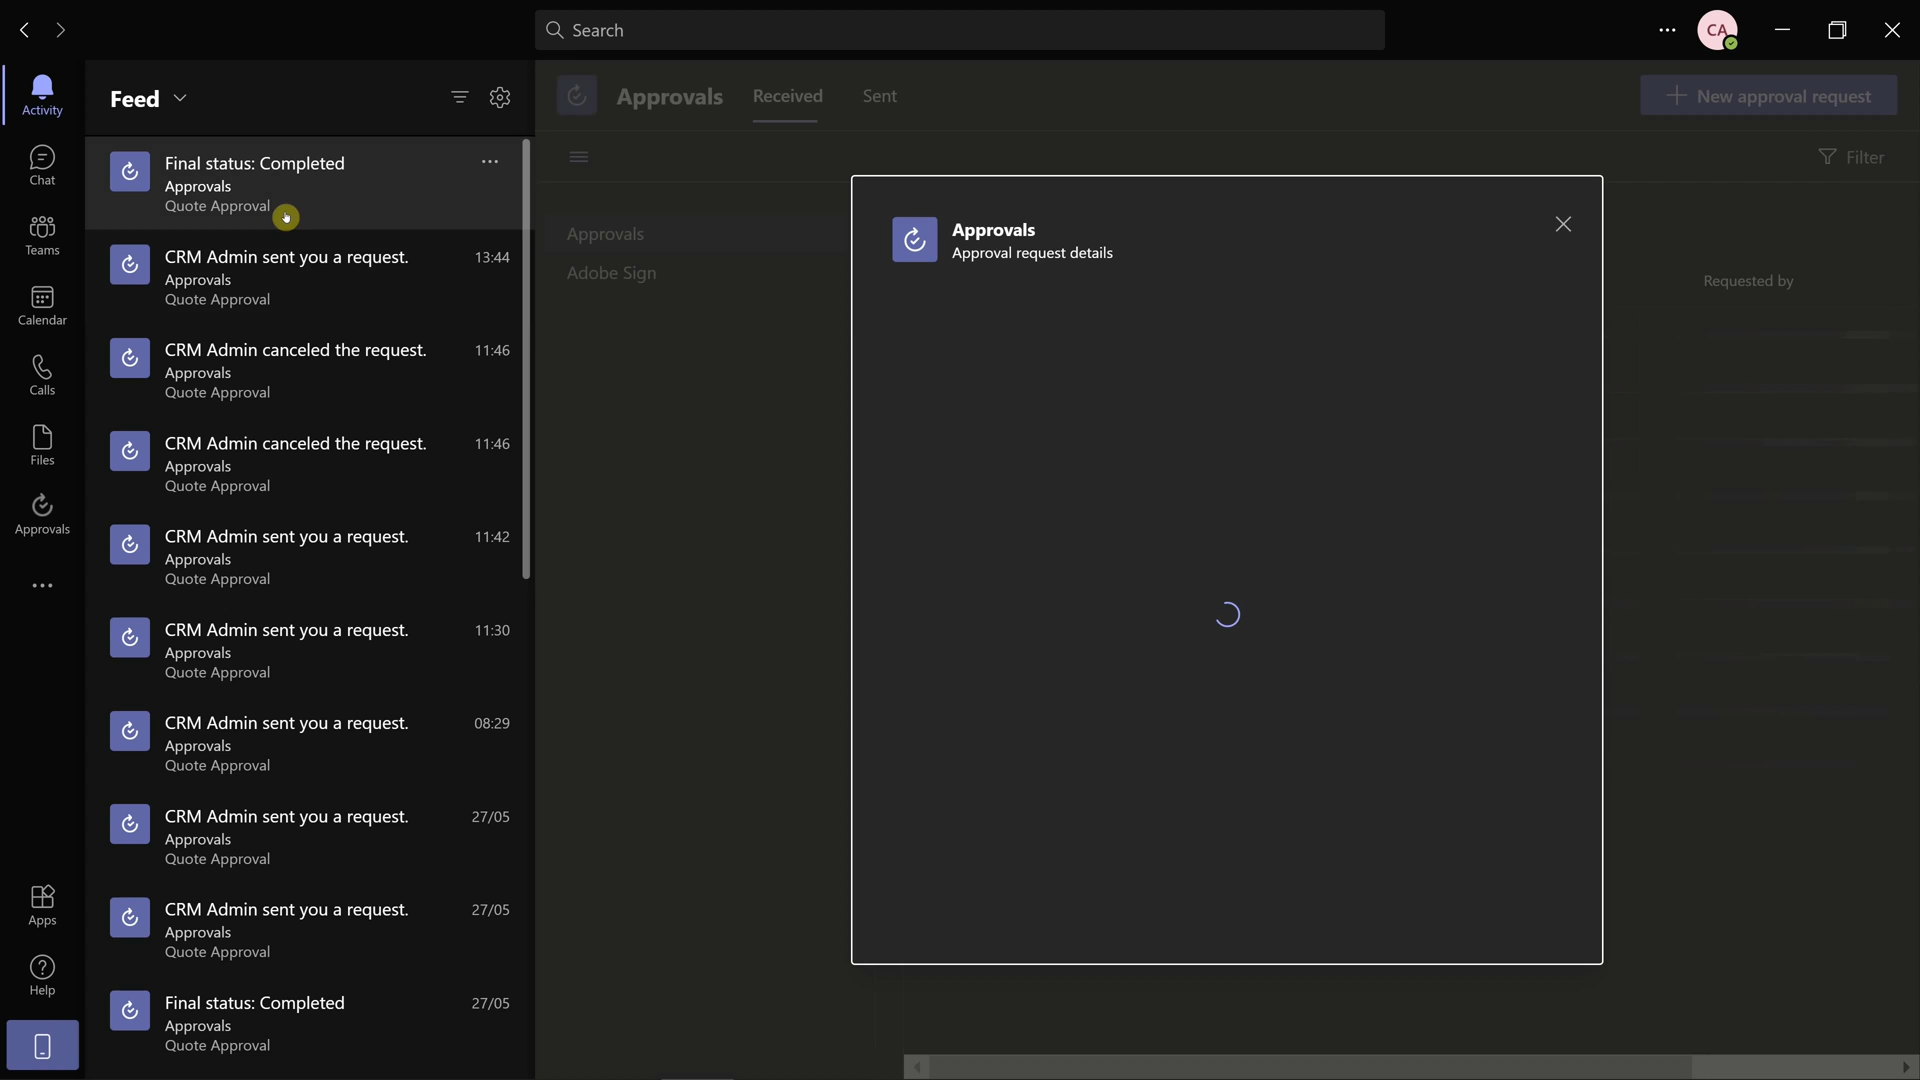 Search
CA
Activity
Chat
Teams
Calendar
Calls
Files
Approvals
Apps
Help
Feed
Final status: Completed
Approvals
Quote Approval
CRM Admin sent you a request. 13:44
Approvals
Quote Approval
CRM Admin canceled the request. 11:46
Approvals
Quote Approval
CRM Admin canceled the request. 11:46
Approvals
Quote Approval
CRM Admin sent you a request. 11:42
Approvals
Quote Approval
CRM Admin sent you a request. 11:30
Approvals
Quote Approval
CRM Admin sent you a request. 08:29
Approvals
Quote Approval
CRM Admin sent you a request. 27/05
Approvals
Quote Approval
CRM Admin sent you a request. 27/05
Approvals
Quote Approval
Final status: Completed 27/05
Approvals
Quote Approval
Approvals Received Sent
New approval request
Filter
Approvals
Adobe Sign
Requested by
Approvals
Approval request details